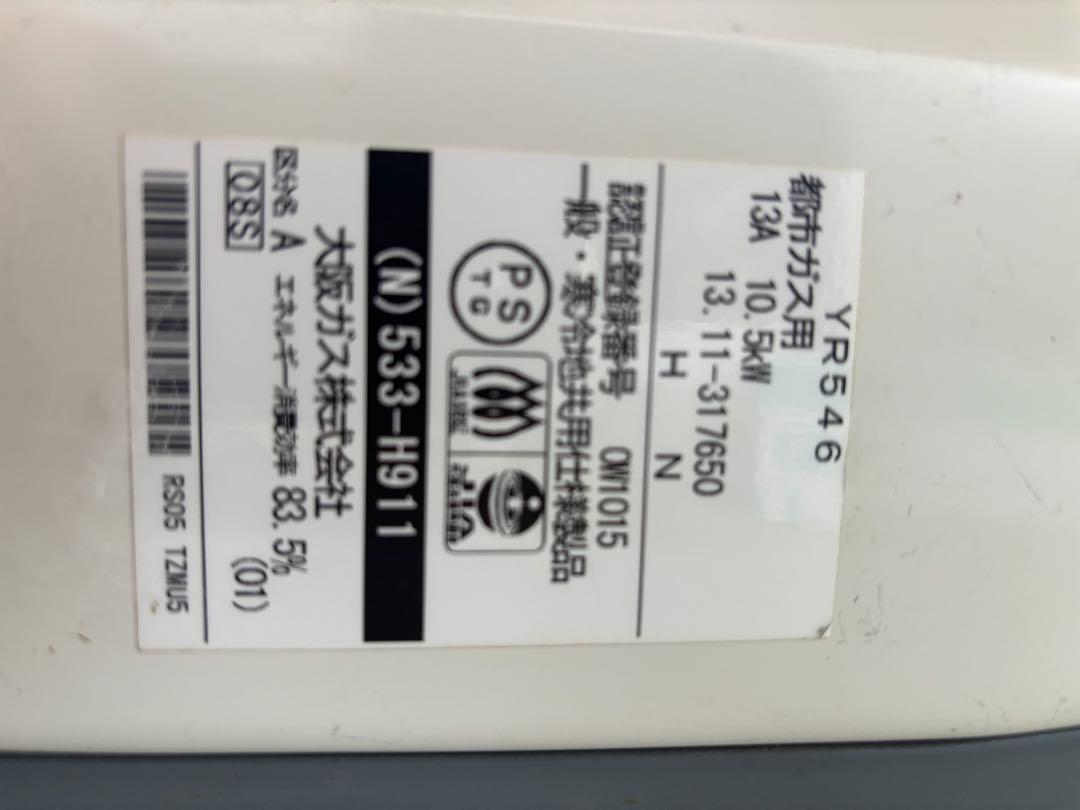 YR546
都市ガス用
13A 10.5kW
13.11-317650
H N
認証登録番号 CW1015
一般・寒冷地共用仕様製品
PS
TG
JIA
(N)533-H911
大阪ガス株式会社
区分名 A エネルギー消費効率 83.5%
Q8S (01)
RS05 TZMU5